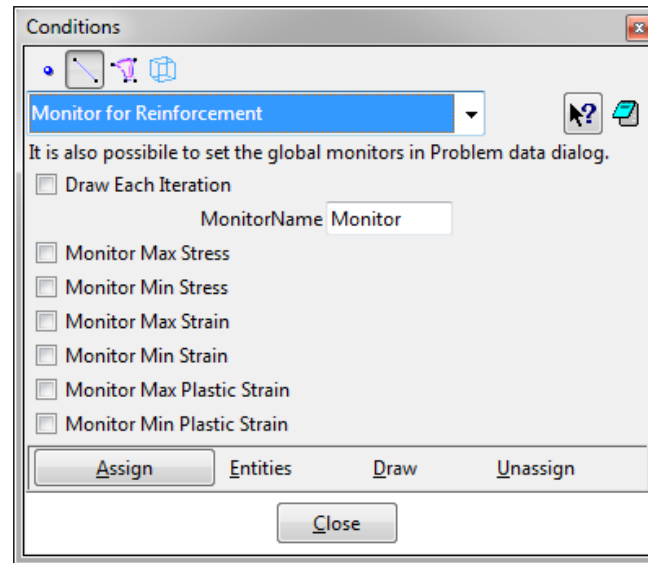 Conditions
Monitor for Reinforcement
It is also possibile to set the global monitors in Problem data dialog.
Draw Each Iteration
MonitorName Monitor
Monitor Max Stress
Monitor Min Stress
Monitor Max Strain
Monitor Min Strain
Monitor Max Plastic Strain
Monitor Min Plastic Strain
Assign Entities Draw Unassign
Close